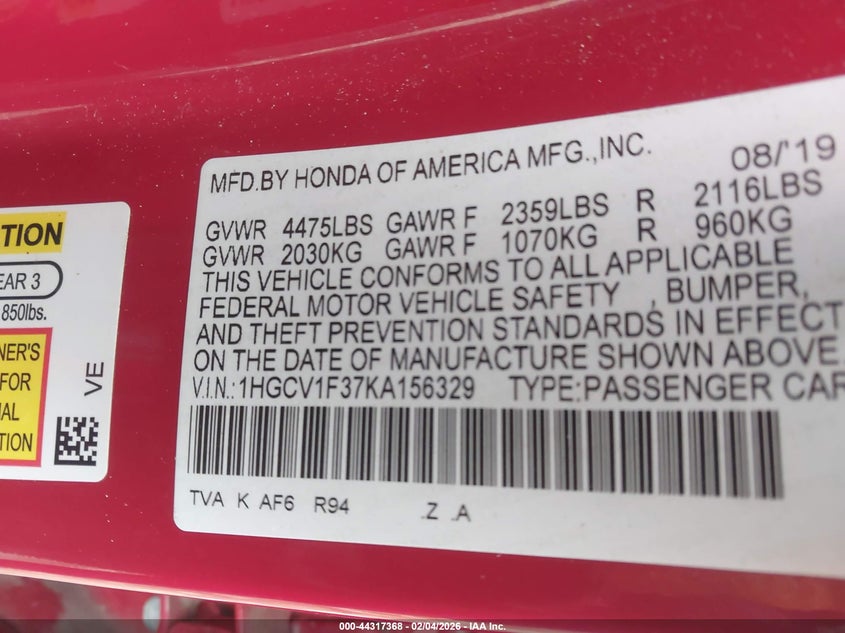 MFD.BY HONDA OF AMERICA MFG.,INC. 08/'19
GVWR 4475LBS GAWR F 2359LBS R 2116LBS
GVWR 2030KG GAWR F 1070KG R 960KG
THIS VEHICLE CONFORMS TO ALL APPLICABLE
FEDERAL MOTOR VEHICLE SAFETY , BUMPER,
AND THEFT PREVENTION STANDARDS IN EFFECT
ON THE DATE OF MANUFACTURE SHOWN ABOVE.
V.I.N.: 1HGCV1F37KA156329 TYPE:PASSENGER CAR
TVA K AF6 R94 .Z .A
TION
EAR 3
850lbs.
NER'S
FOR
AL
TION
VE
000-44317368 — 02/04/2026 — IAA Inc.